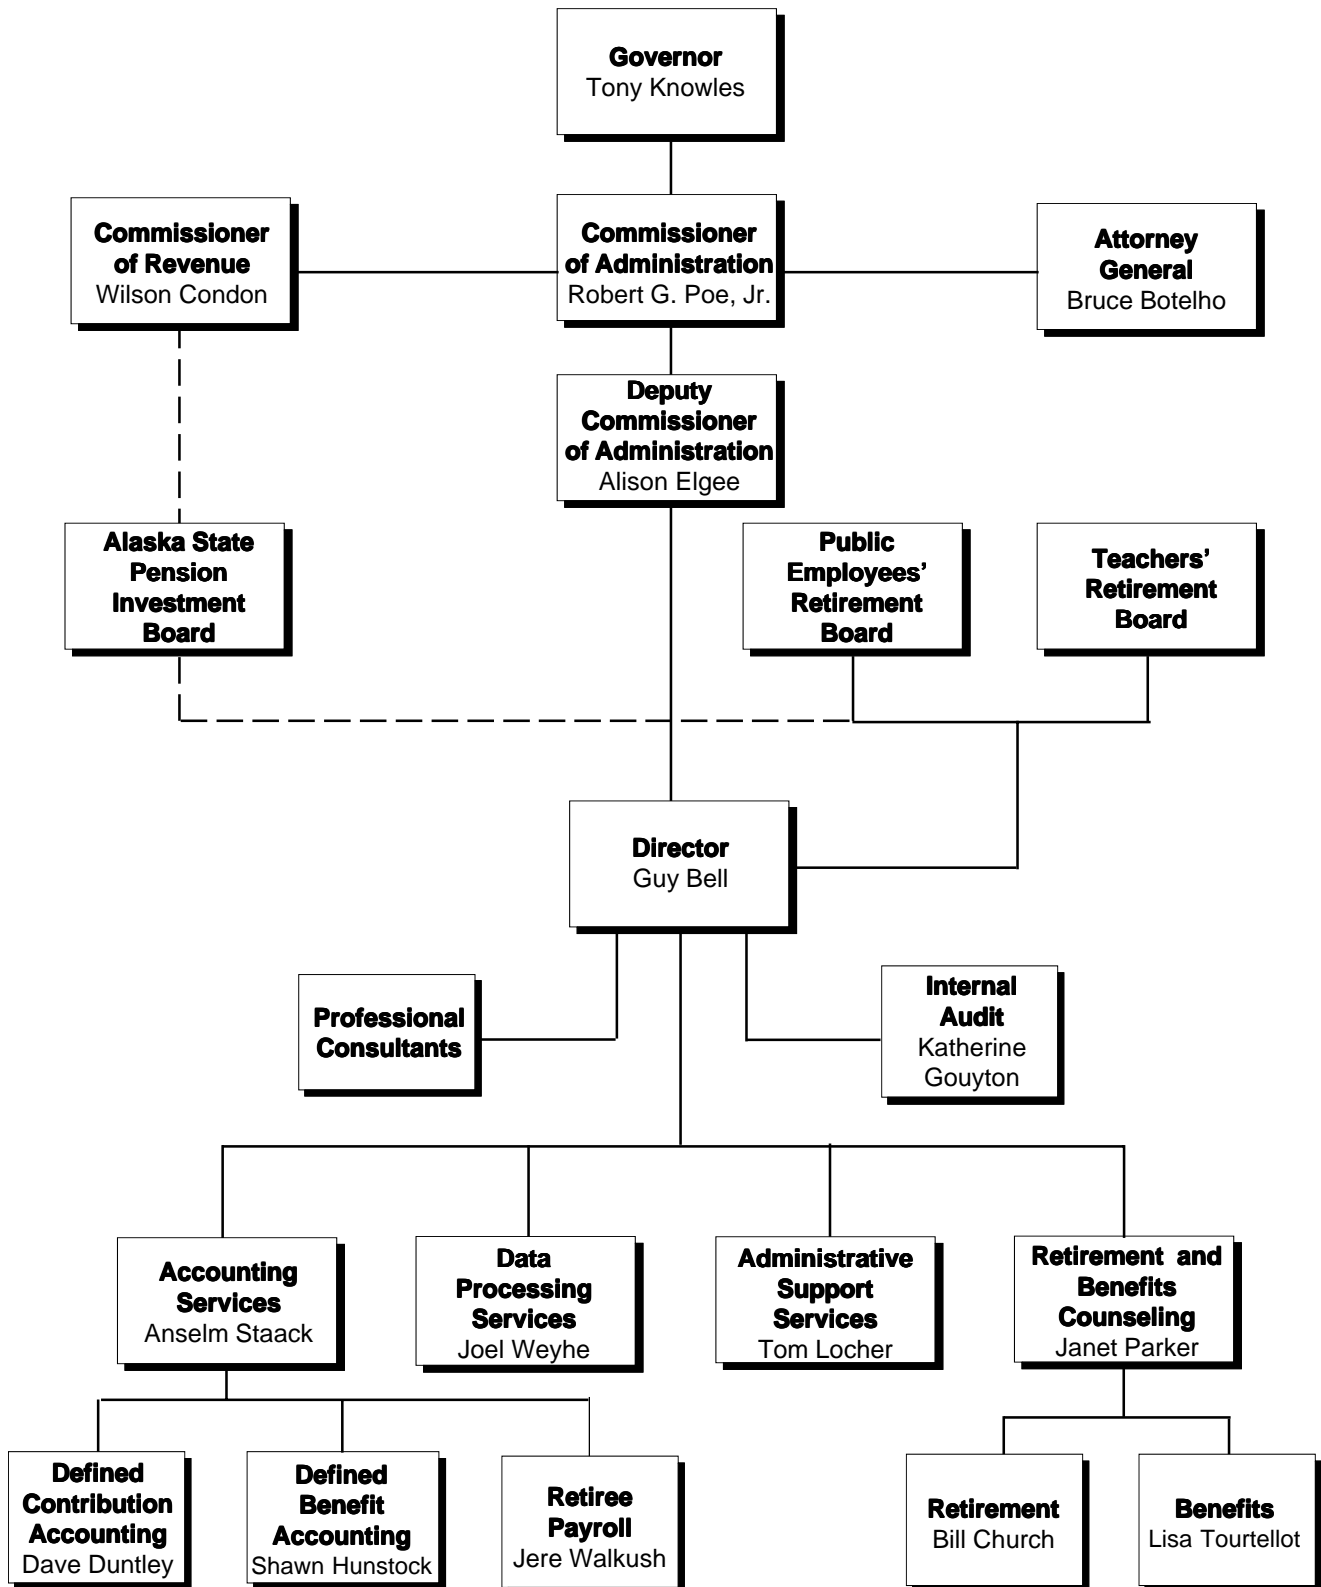 Governor
Tony Knowles
Commissioner
of Revenue
Wilson Condon
Commissioner
of Administration
Robert G. Poe, Jr.
Attorney
General
Bruce Botelho
Deputy
Commissioner
of Administration
Alison Elgee
Alaska State
Pension
Investment
Board
Public
Employees’
Retirement
Board
Teachers’
Retirement
Board
Director
Guy Bell
Professional
Consultants
Internal
Audit
Katherine
Gouyton
Accounting
Services
Anselm Staack
Data
Processing
Services
Joel Weyhe
Administrative
Support
Services
Tom Locher
Retirement and
Benefits
Counseling
Janet Parker
Defined
Contribution
Accounting
Dave Duntley
Defined
Benefit
Accounting
Shawn Hunstock
Retiree
Payroll
Jere Walkush
Retirement
Bill Church
Benefits
Lisa Tourtellot